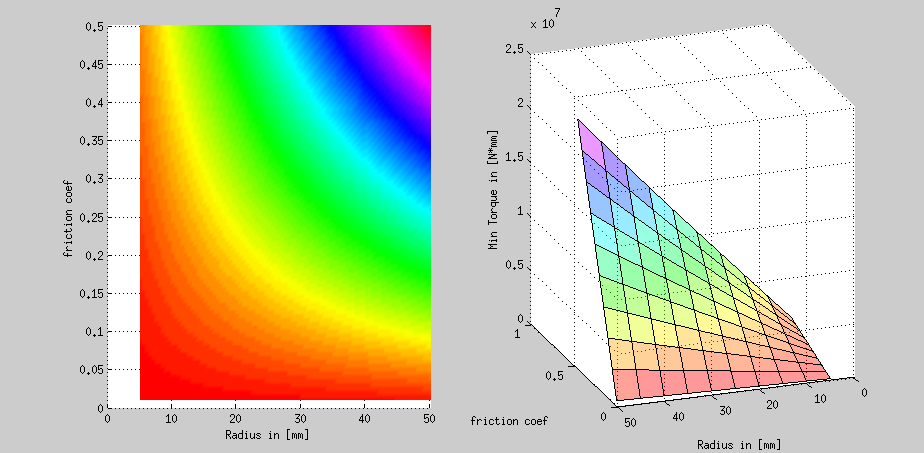 0.5
0.45
0.4
0.35
0.3
0.25
0.2
0.15
0.1
0.05
0
friction coef
0 10 20 30 40 50
Radius in [mm]
x 10^7
2.5
2
1.5
1
0.5
0
Min Torque in [N*mm]
1
0.5
0
friction coef
50 40 30 20 10 0
Radius in [mm]